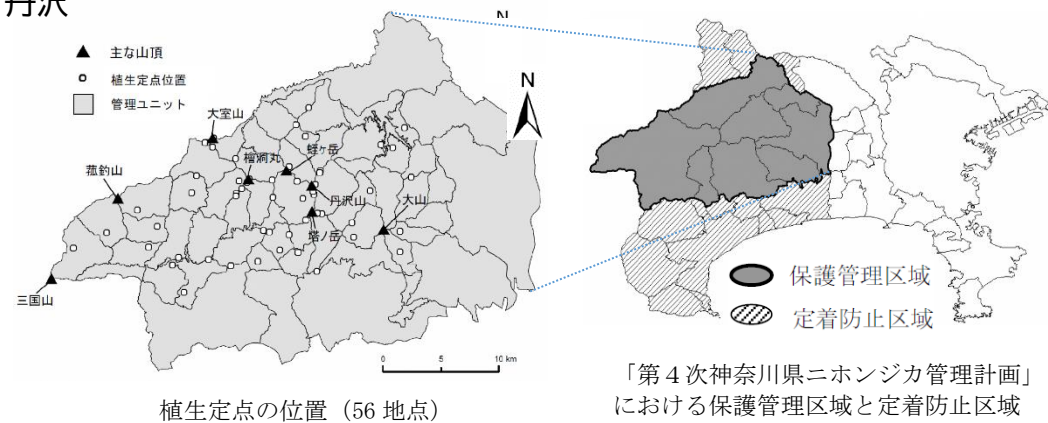 丹沢
N
▲ 主な山頂
植生定点位置
管理ユニット
N
大室山
檜洞丸
蛭ヶ岳
菰釣山
丹沢山
大山
塔ノ岳
三国山
0 5 10 km
植生定点の位置（56 地点）
保護管理区域
定着防止区域
「第４次神奈川県ニホンジカ管理計画」
における保護管理区域と定着防止区域